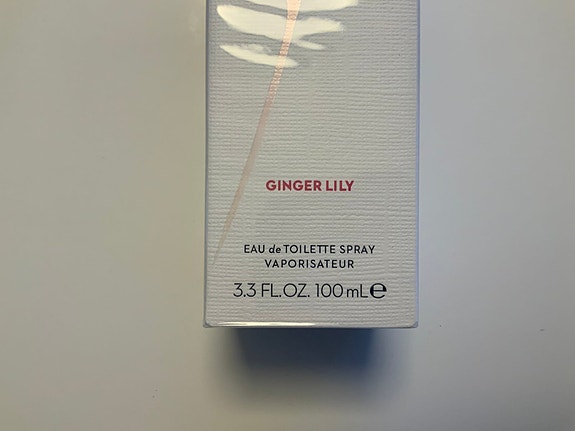 GINGER LILY
EAU de TOILETTE SPRAY
VAPORISATEUR
3.3 FL.OZ. 100 mL ℮